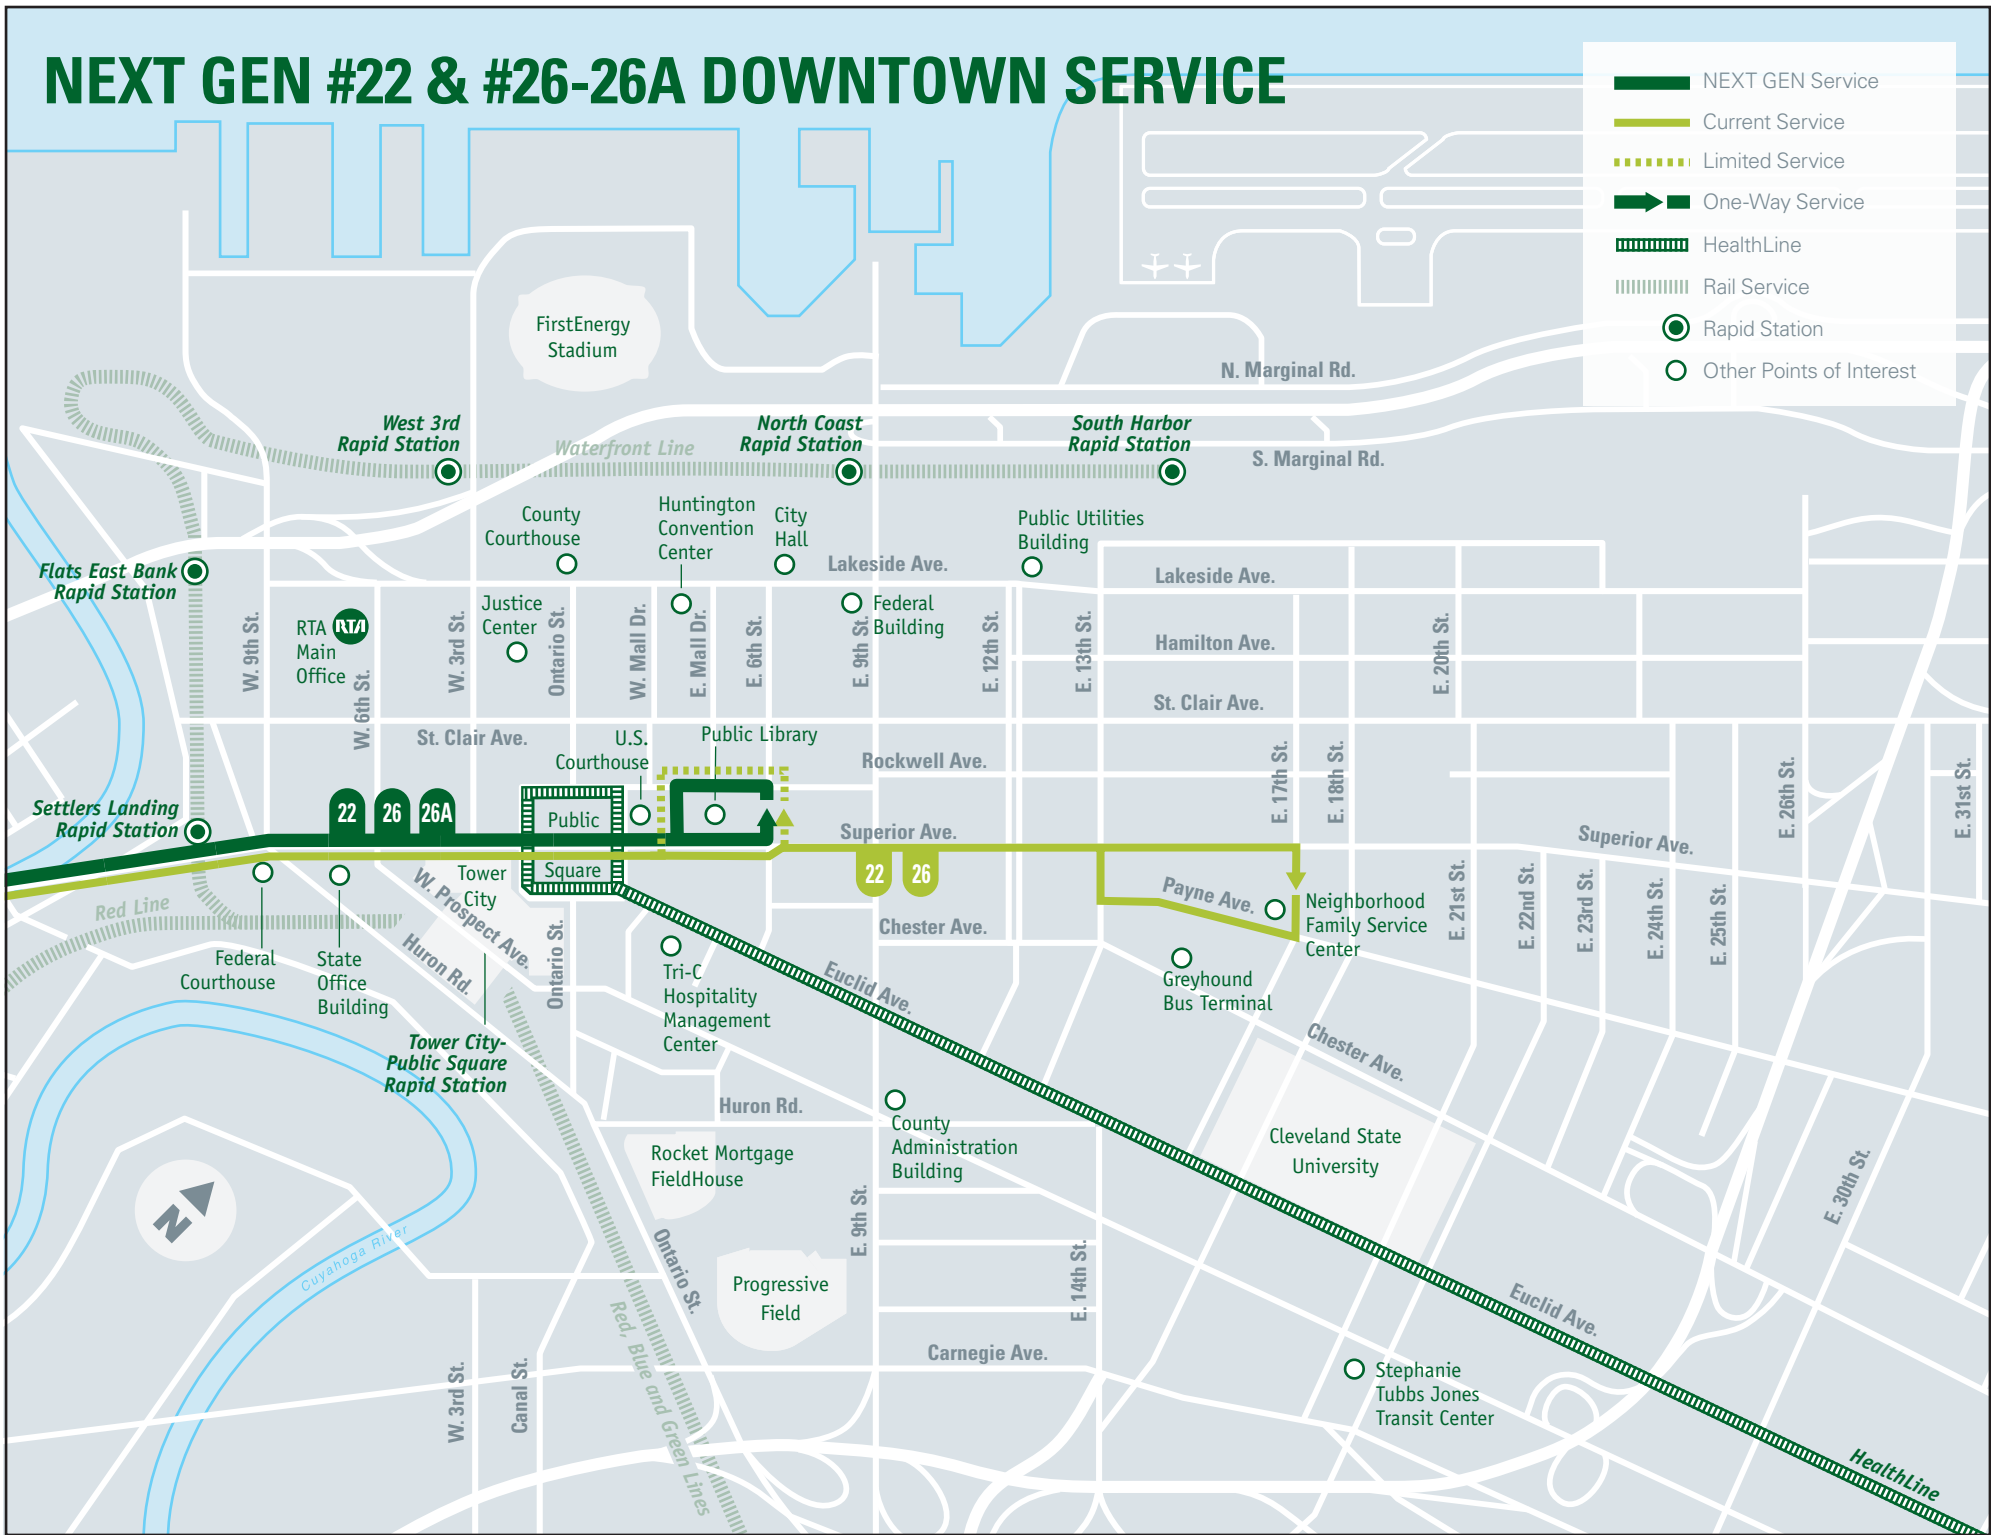 NEXT GEN #22 & #26-26A DOWNTOWN SERVICE
NEXT GEN Service
Current Service
Limited Service
One-Way Service
HealthLine
Rail Service
Rapid Station
Other Points of Interest
FirstEnergy
Stadium
N. Marginal Rd.
S. Marginal Rd.
West 3rd
Rapid Station
Waterfront Line
North Coast
Rapid Station
South Harbor
Rapid Station
County
Courthouse
Huntington
Convention
Center
City
Hall
Public Utilities
Building
Lakeside Ave.
Lakeside Ave.
Flats East Bank
Rapid Station
Justice
Center
Federal
Building
RTA
Main
Office
RTA
W. 9th St.
W. 6th St.
W. 3rd St.
Ontario St.
W. Mall Dr.
E. Mall Dr.
E. 6th St.
E. 9th St.
E. 12th St.
E. 13th St.
Hamilton Ave.
E. 20th St.
St. Clair Ave.
St. Clair Ave.
U.S.
Courthouse
Public Library
Rockwell Ave.
E. 17th St.
E. 18th St.
E. 26th St.
E. 31st St.
Settlers Landing
Rapid Station
22
26
26A
Public
Square
Superior Ave.
Superior Ave.
22
26
Tower
City
W. Prospect Ave.
Huron Rd.
Ontario St.
Red Line
Federal
Courthouse
State
Office
Building
Tower City-
Public Square
Rapid Station
Tri-C
Hospitality
Management
Center
Chester Ave.
Euclid Ave.
Payne Ave.
Neighborhood
Family Service
Center
Greyhound
Bus Terminal
Chester Ave.
E. 21st St.
E. 22nd St.
E. 23rd St.
E. 24th St.
E. 25th St.
Huron Rd.
County
Administration
Building
Rocket Mortgage
FieldHouse
Cleveland State
University
E. 30th St.
N
Cuyahoga River
Ontario St.
E. 9th St.
E. 14th St.
Progressive
Field
Red, Blue and Green Lines
Euclid Ave.
Carnegie Ave.
W. 3rd St.
Canal St.
Stephanie
Tubbs Jones
Transit Center
HealthLine